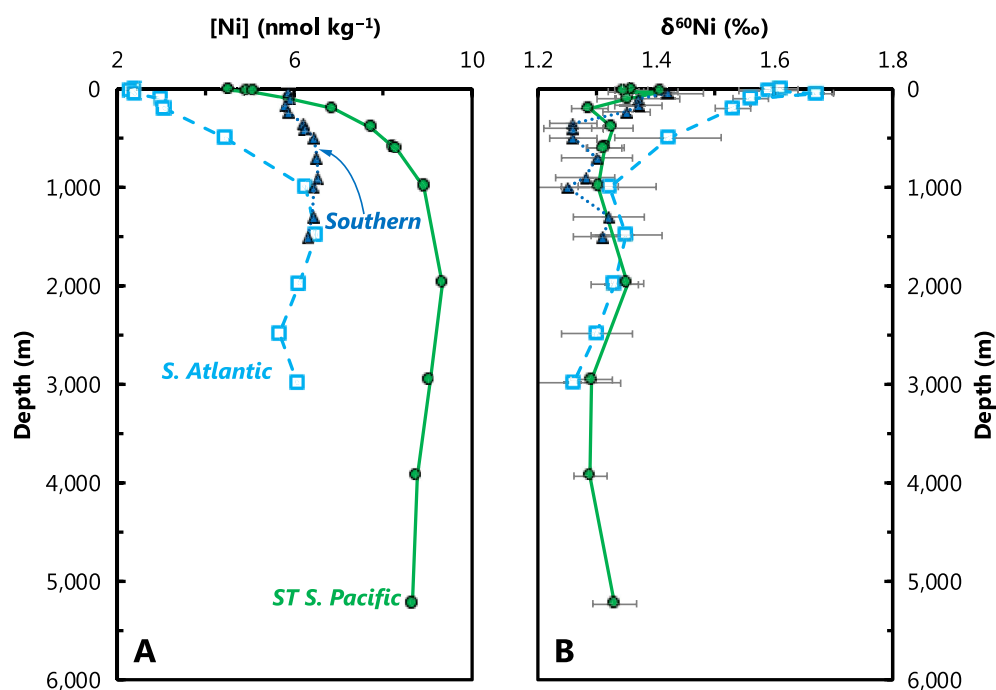 [Ni] (nmol kg⁻¹)
2 6 10
0
1,000
2,000
3,000
4,000
5,000
6,000
Depth (m)
Southern
S. Atlantic
ST S. Pacific
A
δ⁶⁰Ni (‰)
1.2 1.4 1.6 1.8
B
0
1,000
2,000
3,000
4,000
5,000
6,000
Depth (m)